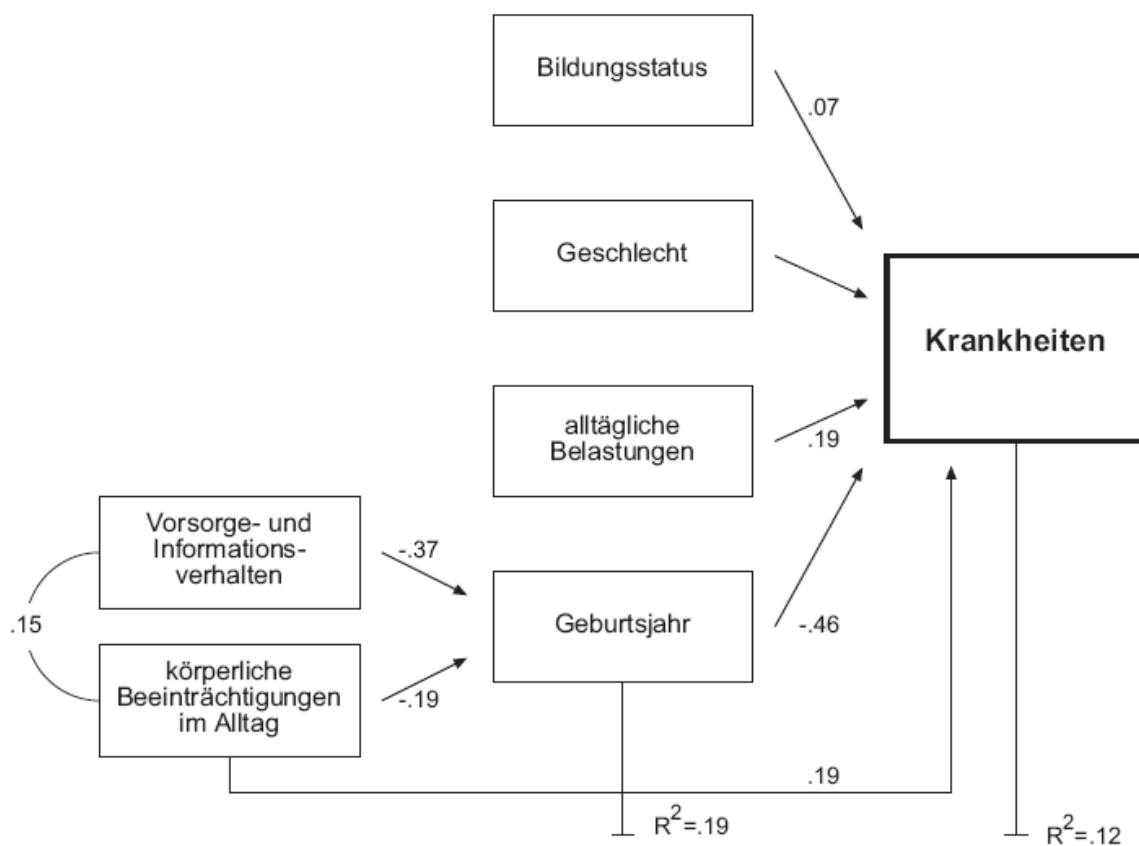 Bildungsstatus
.07
Geschlecht
Krankheiten
alltägliche
Belastungen
.19
Vorsorge- und
Informations-
verhalten
-.37
.15
Geburtsjahr
-.46
körperliche
Beeinträchtigungen
im Alltag
-.19
.19
R²=.19
R²=.12